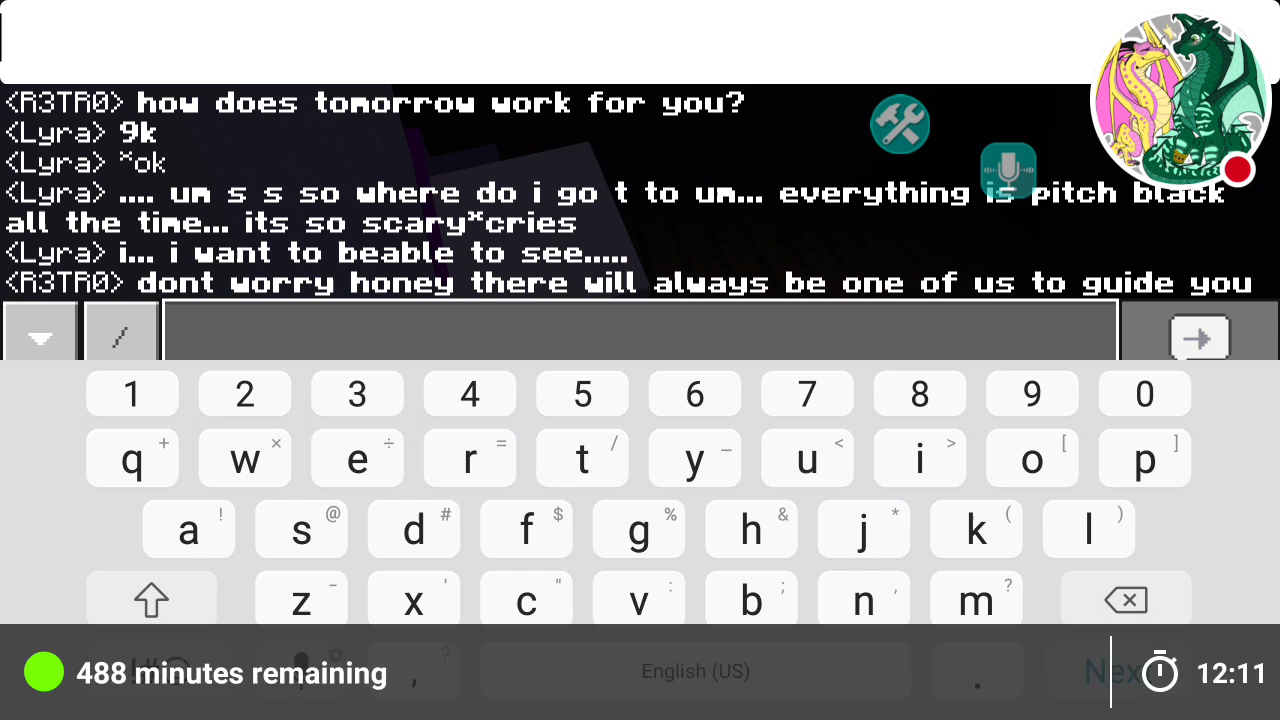 <R3TR0> how does tomorrow work for you?
<Lyra> 9k
<Lyra> *ok
<Lyra> .... um s s so where do i go t to um... everything is pitch black
all the time... its so scary*cries
<Lyra> i... i want to beable to see.....
<R3TR0> dont worry honey there will always be one of us to guide you
/
1 2 3 4 5 6 7 8 9 0
q + w × e ÷ r = t / y _ u < i > o [ p ]
a ! s @ d # f $ g % h & j * k ( l )
z - x ' c " v : b ; n , m ?
488 minutes remaining , ? English (US) . Next 12:11